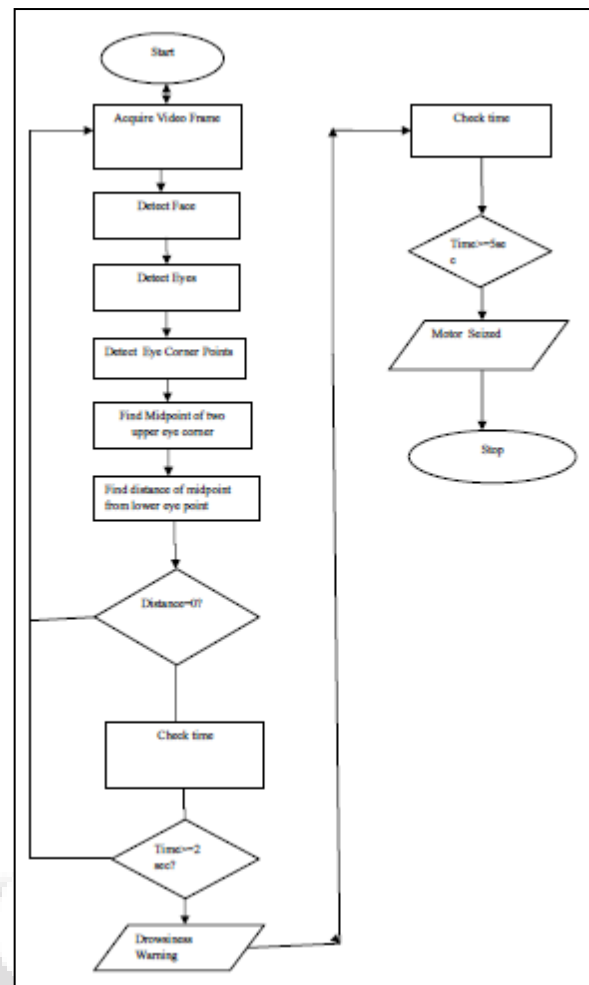 Start
Acquire Video Frame
Detect Face
Detect Eyes
Detect Eye Corner Points
Find Midpoint of two
upper eye corner
Find distance of midpoint
from lower eye point
Distance=0?
Check time
Time>=2
sec?
Drowsiness
Warning
Check time
Time>=5se
c
Motor Seized
Stop